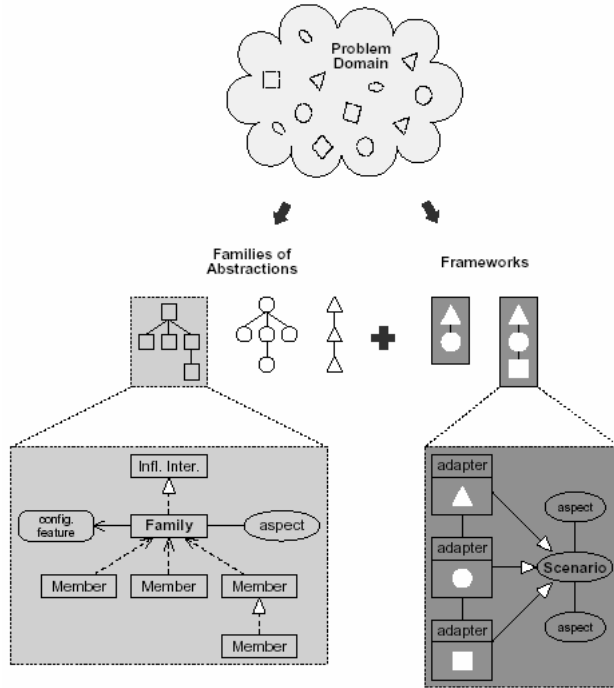 Problem
Domain
Families of
Abstractions
Frameworks
Infl. Inter.
config.
feature
Family
aspect
Member
Member
Member
Member
adapter
adapter
adapter
aspect
Scenario
aspect